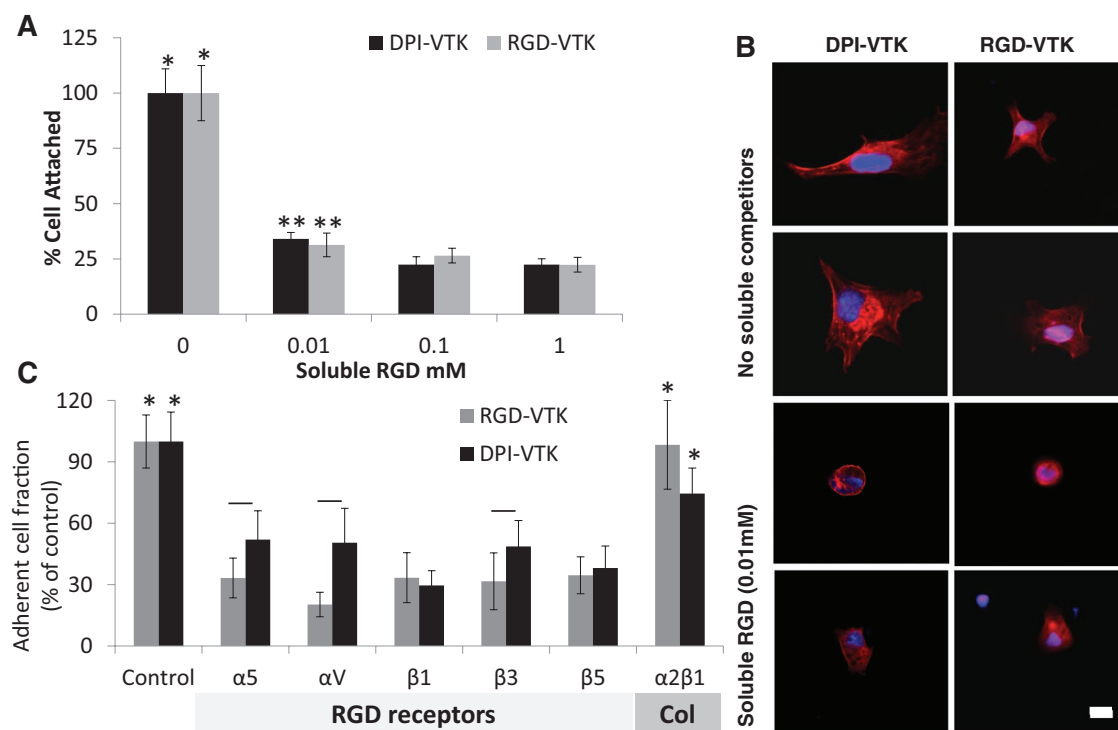 A
125
100
75
50
25
0
% Cell Attached
DPI-VTK RGD-VTK
* *
** **
0 0.01 0.1 1
Soluble RGD mM
B
DPI-VTK RGD-VTK
No soluble competitors
Soluble RGD (0.01mM)
C
120
90
60
30
0
Adherent cell fraction
(% of control)
RGD-VTK
DPI-VTK
* *
* *
Control α5 αV β1 β3 β5 α2β1
RGD receptors Col